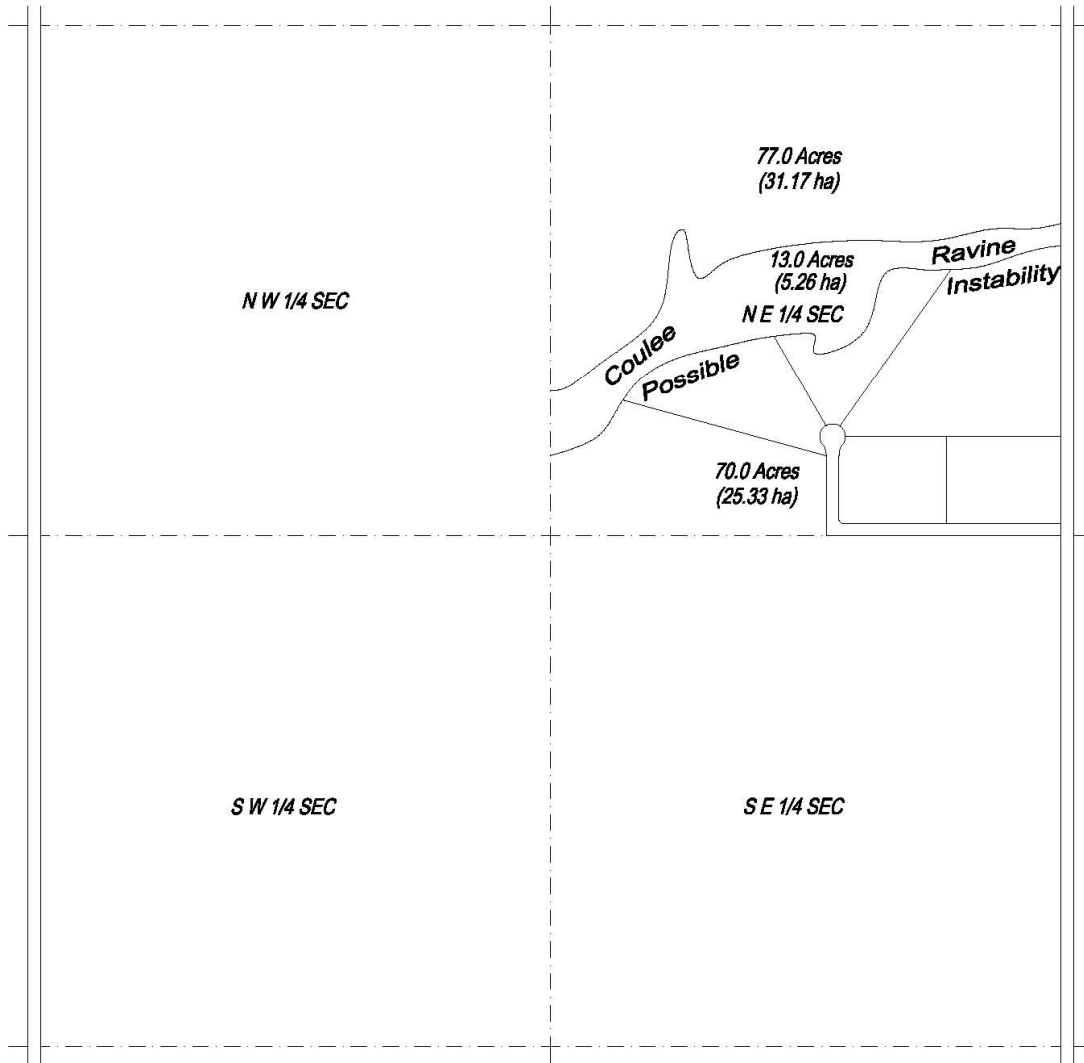 77.0 Acres
(31.17 ha)
Ravine
13.0 Acres
(5.26 ha)
Instability
N W 1/4 SEC
N E 1/4 SEC
Coulee
Possible
70.0 Acres
(25.33 ha)
S W 1/4 SEC
S E 1/4 SEC